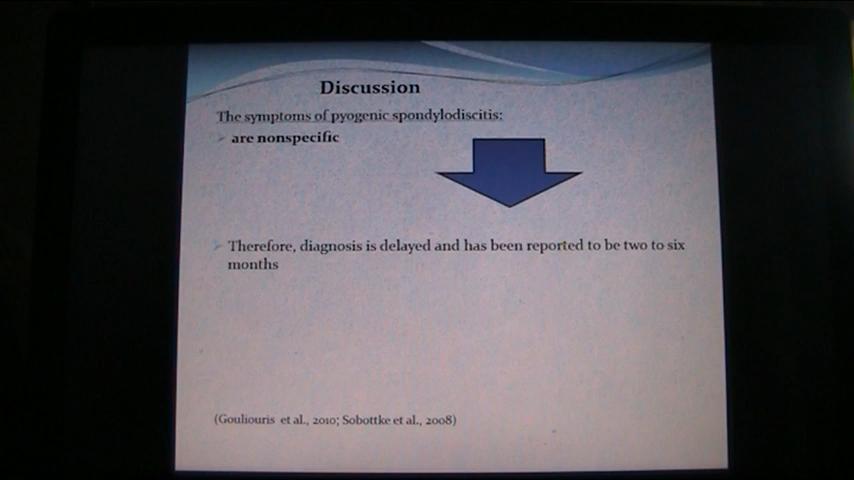 Discussion
The symptoms of pyogenic spondylodiscitis:
are nonspecific
Therefore, diagnosis is delayed and has been reported to be two to six
months
(Gouliouris et al., 2010; Sobottke et al., 2008)